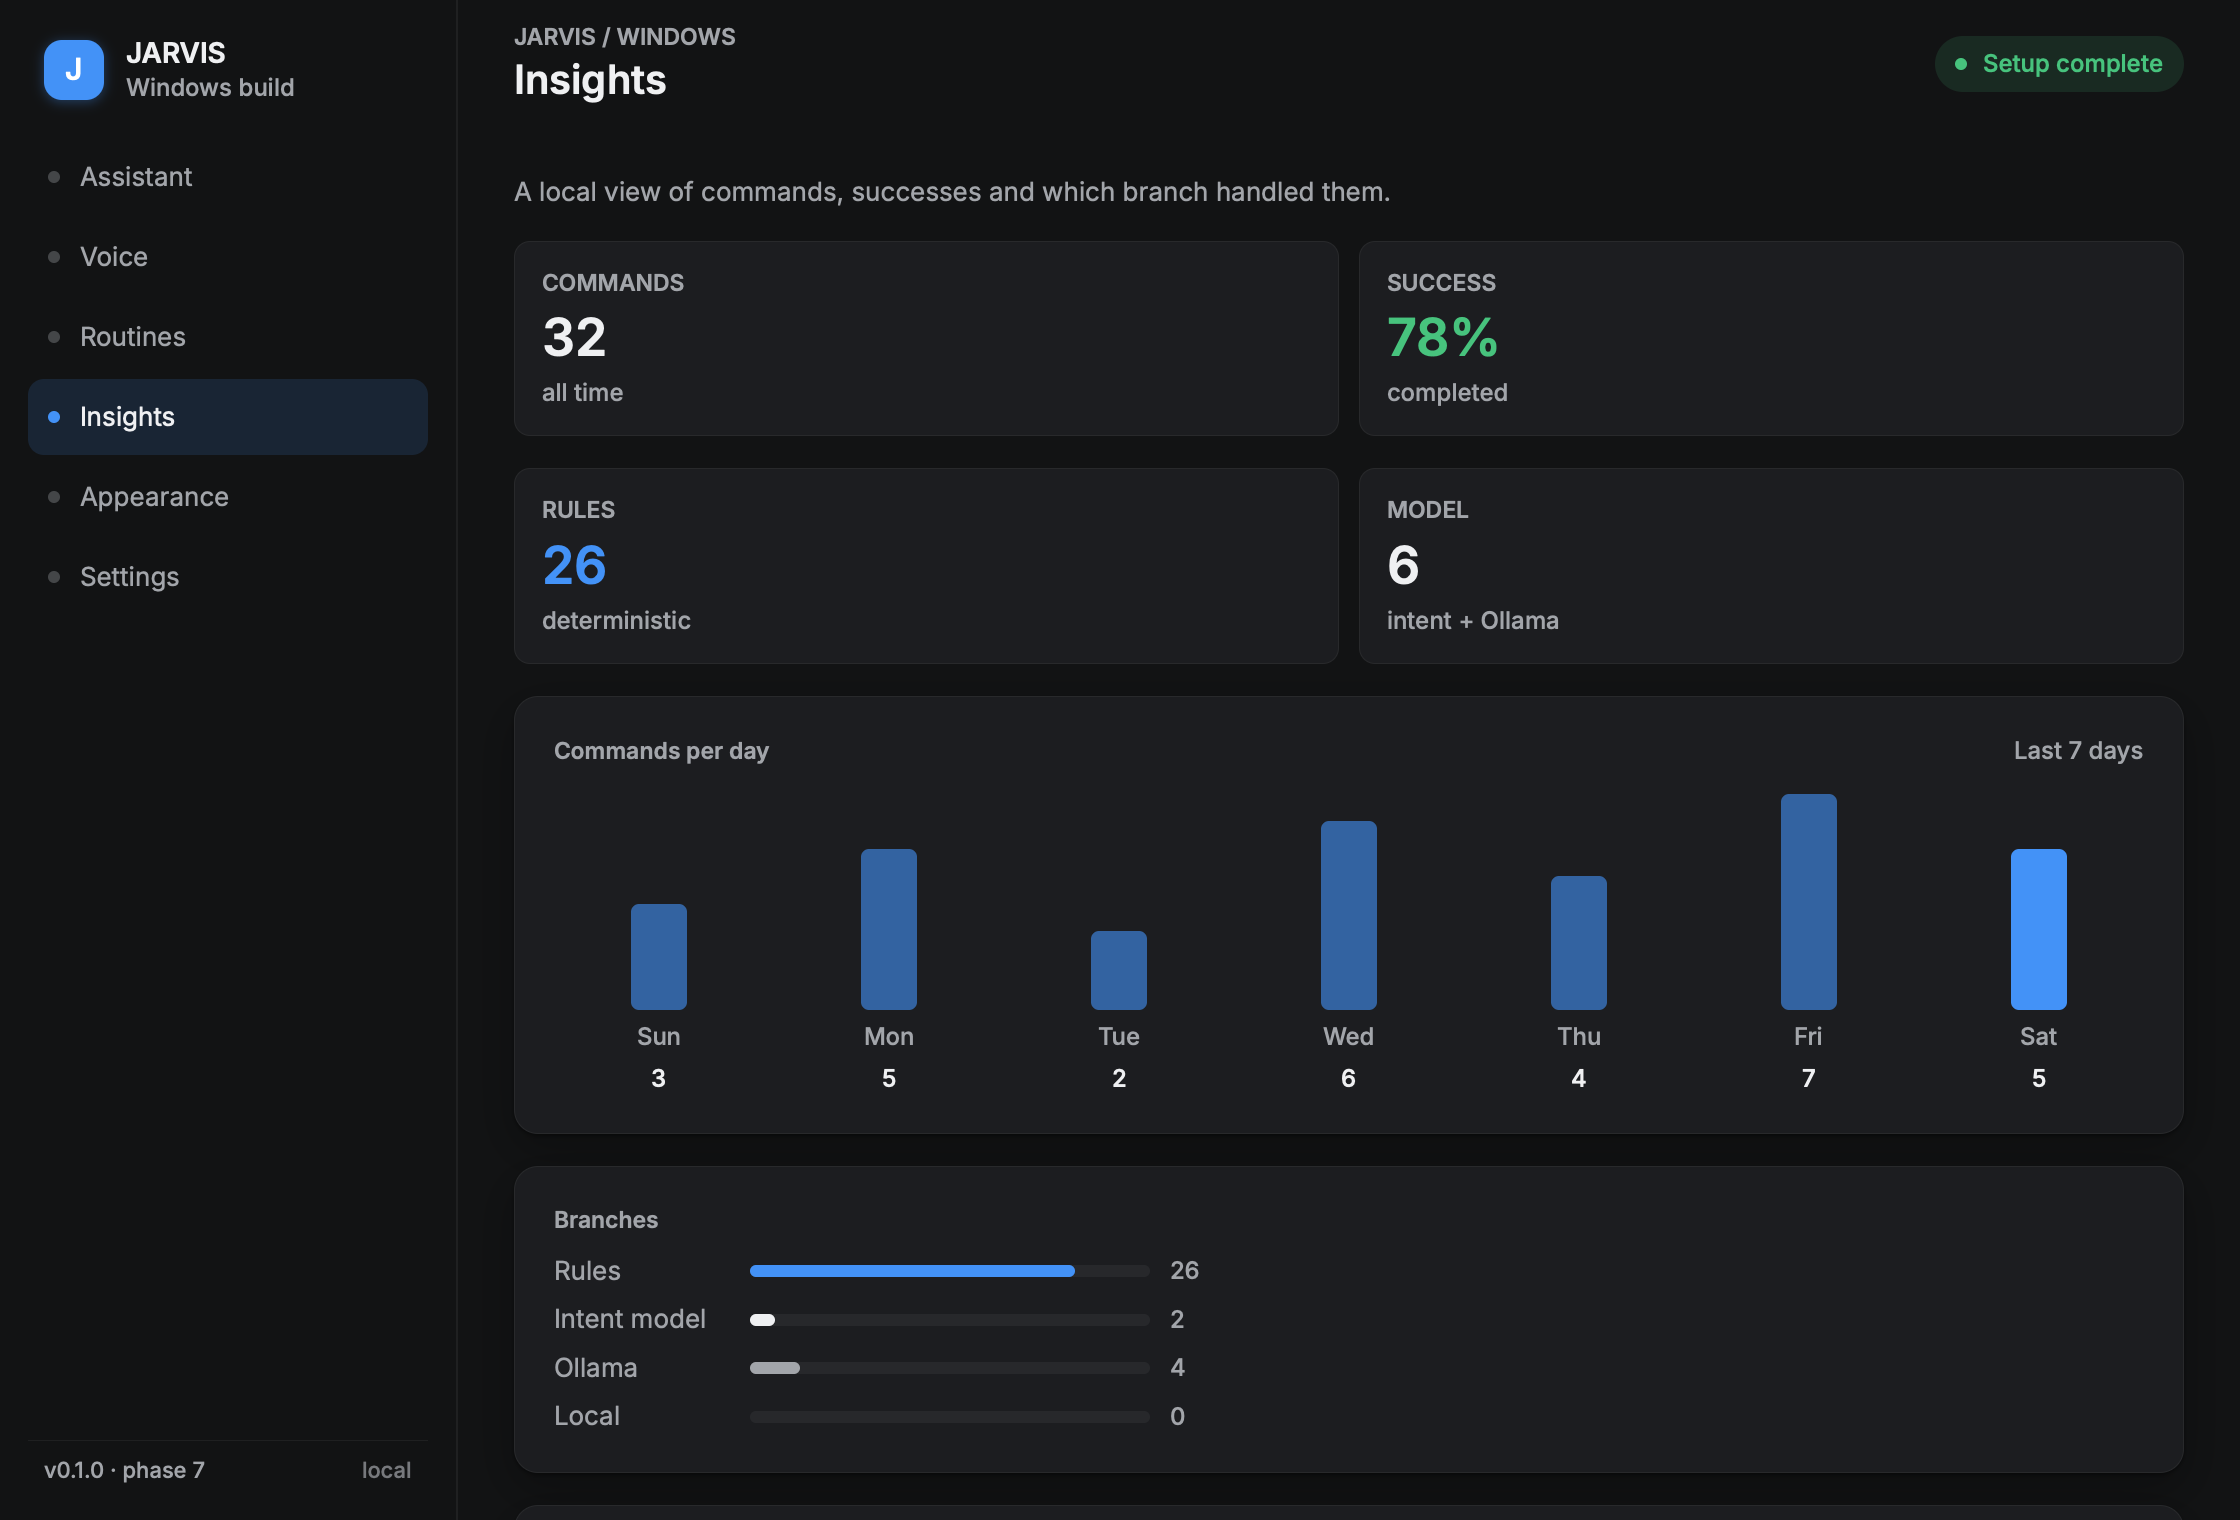 J
JARVIS
Windows build
Assistant
Voice
Routines
Insights
Appearance
Settings
v0.1.0 · phase 7
local
JARVIS / WINDOWS
Insights
Setup complete
A local view of commands, successes and which branch handled them.
COMMANDS
32
all time
SUCCESS
78%
completed
RULES
26
deterministic
MODEL
6
intent + Ollama
Commands per day
Last 7 days
Sun Mon Tue Wed Thu Fri Sat
3 5 2 6 4 7 5
Branches
Rules 26
Intent model 2
Ollama 4
Local 0